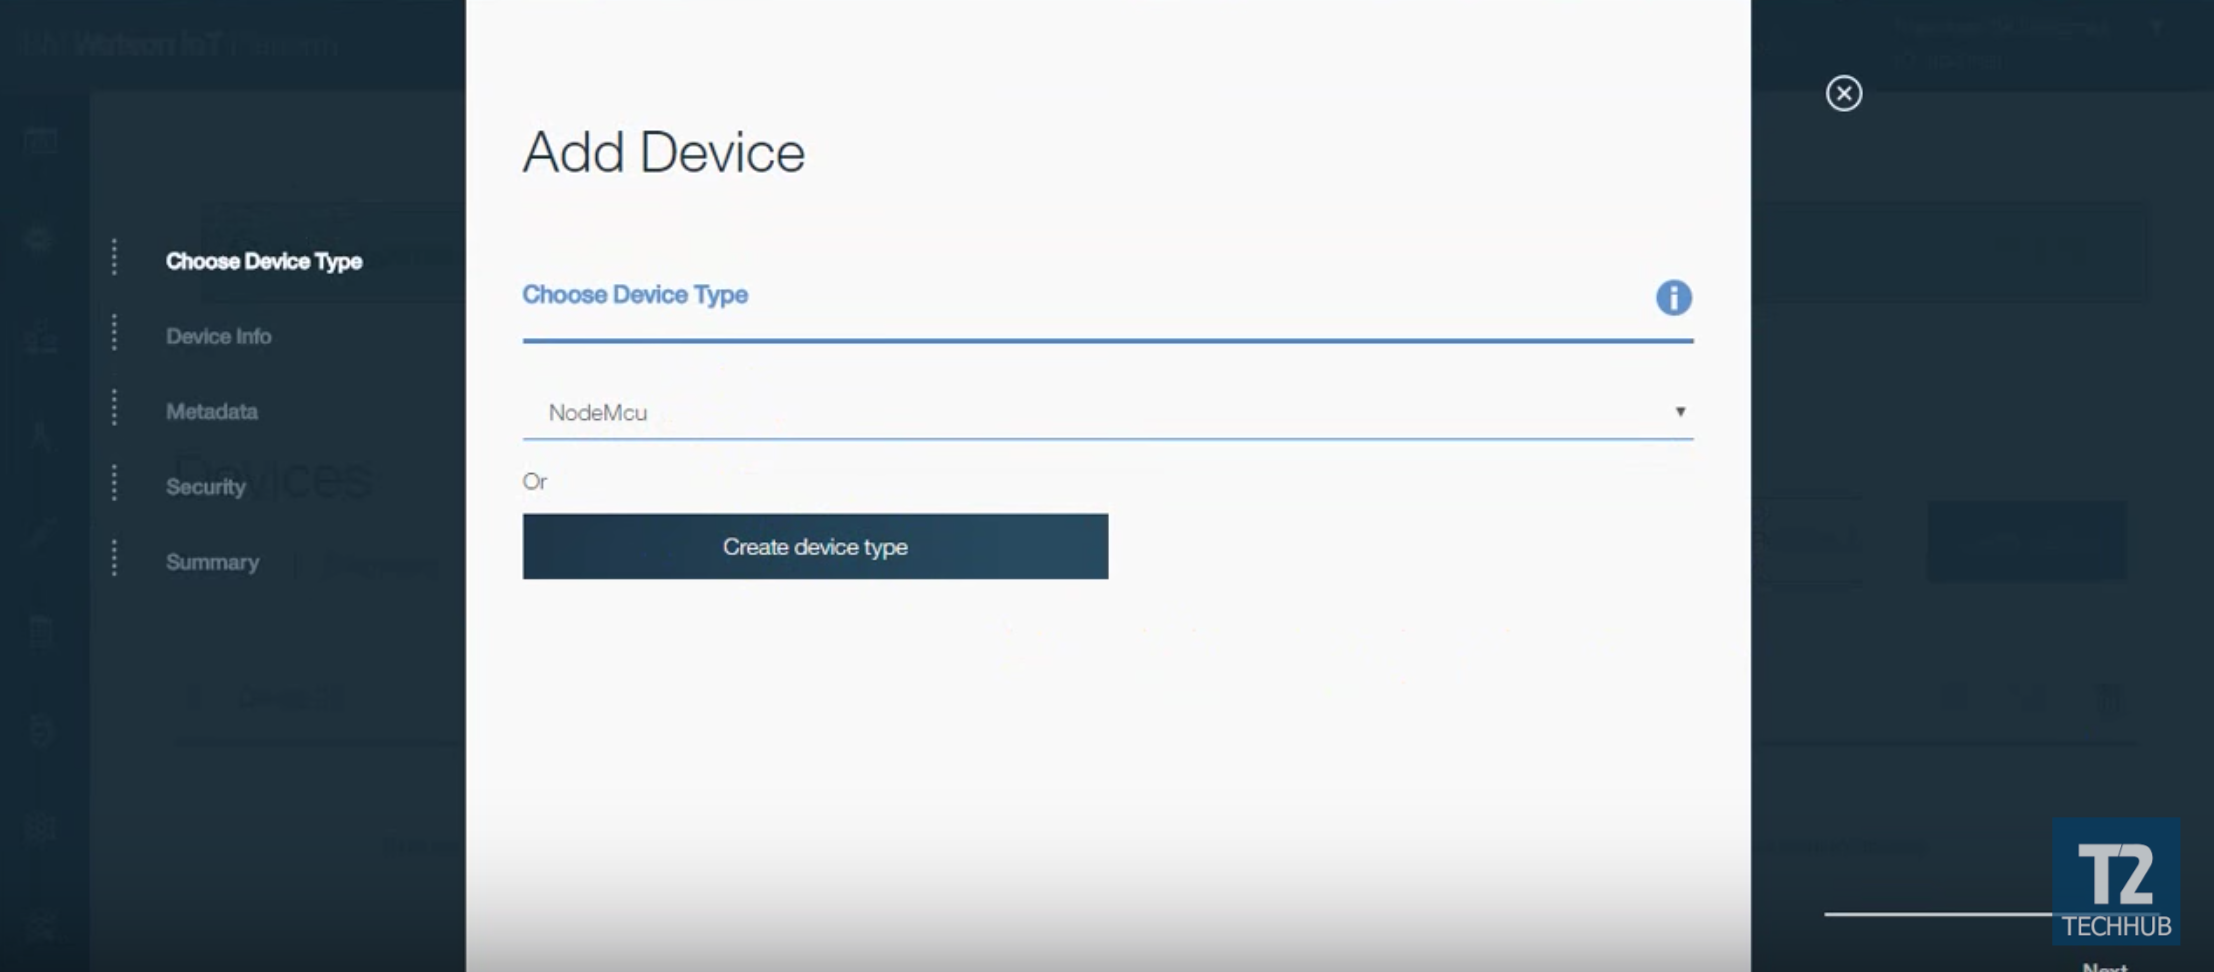 Watson IoT Platform
Add Device
Choose Device Type
Device Info
Metadata
Devices
Security
Summary
Choose Device Type
NodeMcu
Or
Create device type
T2
TECHHUB
Next